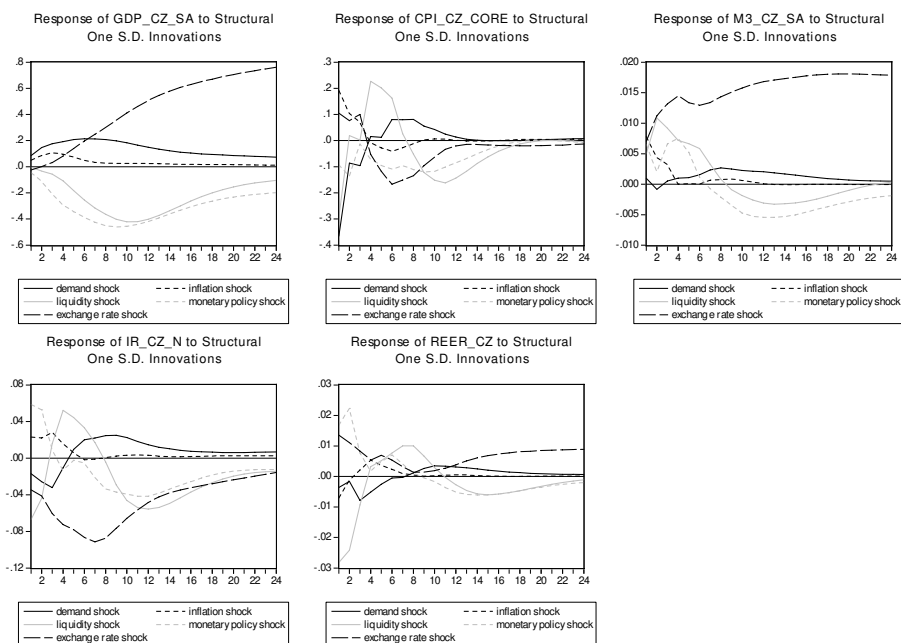 Response of GDP_CZ_SA to Structural
One S.D. Innovations
.8
.6
.4
.2
.0
-.2
-.4
-.6
2 4 6 8 10 12 14 16 18 20 22 24
demand shock
inflation shock
liquidity shock
monetary policy shock
exchange rate shock
Response of CPI_CZ_CORE to Structural
One S.D. Innovations
.3
.2
.1
.0
-.1
-.2
-.3
-.4
2 4 6 8 10 12 14 16 18 20 22 24
demand shock
inflation shock
liquidity shock
monetary policy shock
exchange rate shock
Response of M3_CZ_SA to Structural
One S.D. Innovations
.020
.015
.010
.005
.000
-.005
-.010
2 4 6 8 10 12 14 16 18 20 22 24
demand shock
inflation shock
liquidity shock
monetary policy shock
exchange rate shock
Response of IR_CZ_N to Structural
One S.D. Innovations
.08
.04
.00
-.04
-.08
-.12
2 4 6 8 10 12 14 16 18 20 22 24
demand shock
inflation shock
liquidity shock
monetary policy shock
exchange rate shock
Response of REER_CZ to Structural
One S.D. Innovations
.03
.02
.01
.00
-.01
-.02
-.03
2 4 6 8 10 12 14 16 18 20 22 24
demand shock
inflation shock
liquidity shock
monetary policy shock
exchange rate shock